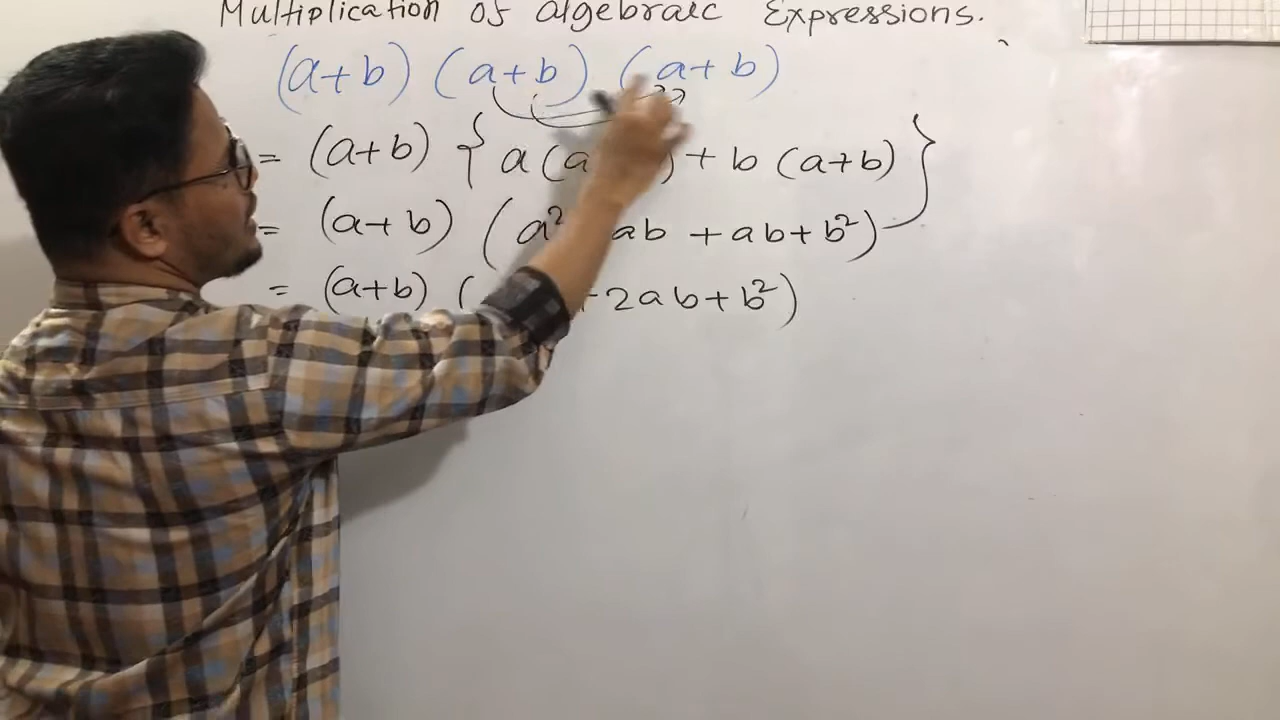 Multiplication of algebraic Expressions.
(a+b) (a+b) (a+b)
= (a+b) { a(a ) + b (a+b) }
= (a+b) (a² ab +ab+b²)
= (a+b) ( +2ab+b²)